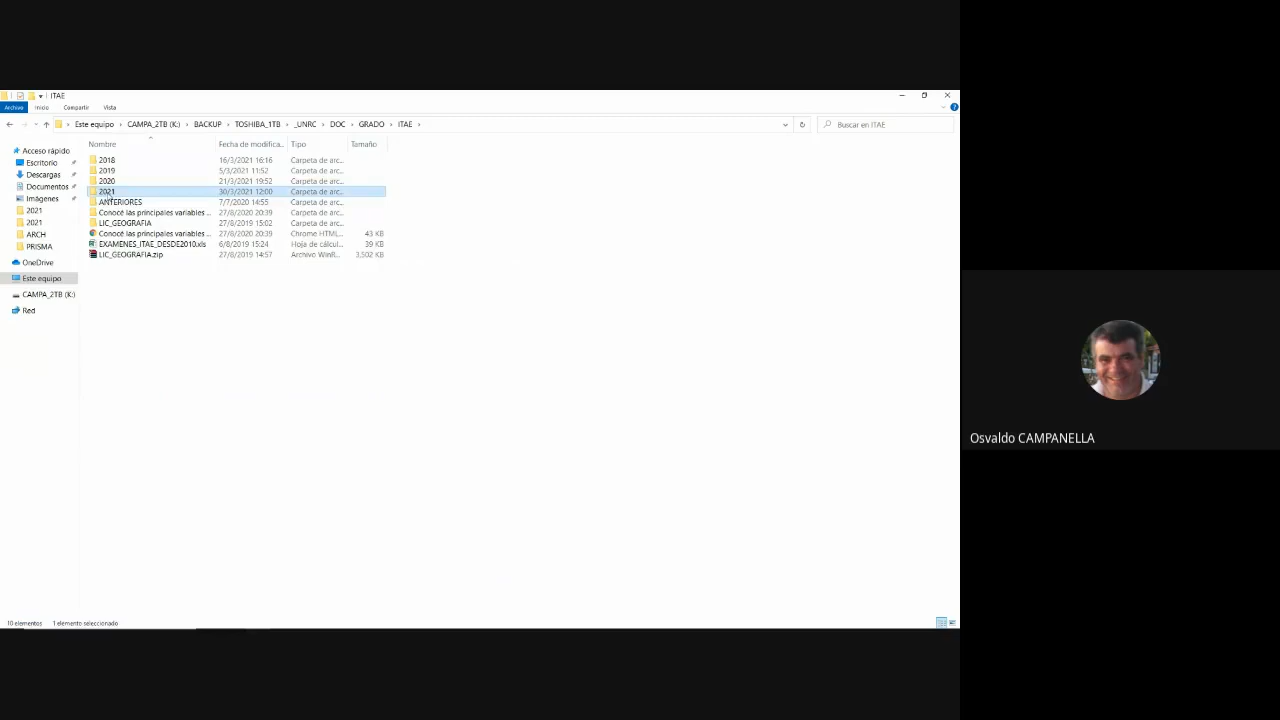 ITAE
Archivo Inicio Compartir Vista
Este equipo › CAMPA_2TB (K:) › BACKUP › TOSHIBA_1TB › _UNRC › DOC › GRADO › ITAE ›
Buscar en ITAE
Nombre Fecha de modifica... Tipo Tamaño
Acceso rápido
Escritorio
Descargas
Documentos
Imágenes
2021
2021
ARCH
PRISMA
OneDrive
Este equipo
CAMPA_2TB (K:)
Red
2018 16/3/2021 16:16 Carpeta de arc...
2019 5/3/2021 11:52 Carpeta de arc...
2020 21/3/2021 19:52 Carpeta de arc...
2021 30/3/2021 12:00 Carpeta de arc...
ANTERIORES 7/7/2020 14:55 Carpeta de arc...
Conocé las principales variables ... 27/8/2020 20:39 Carpeta de arc...
LIC_GEOGRAFIA 27/8/2019 15:02 Carpeta de arc...
Conocé las principales variables ... 27/8/2020 20:39 Chrome HTML... 43 KB
EXAMENES_ITAE_DESDE2010.xls 6/8/2019 15:24 Hoja de cálcul... 39 KB
LIC_GEOGRAFIA.zip 27/8/2019 14:57 Archivo WinR... 3,502 KB
10 elementos 1 elemento seleccionado
Osvaldo CAMPANELLA